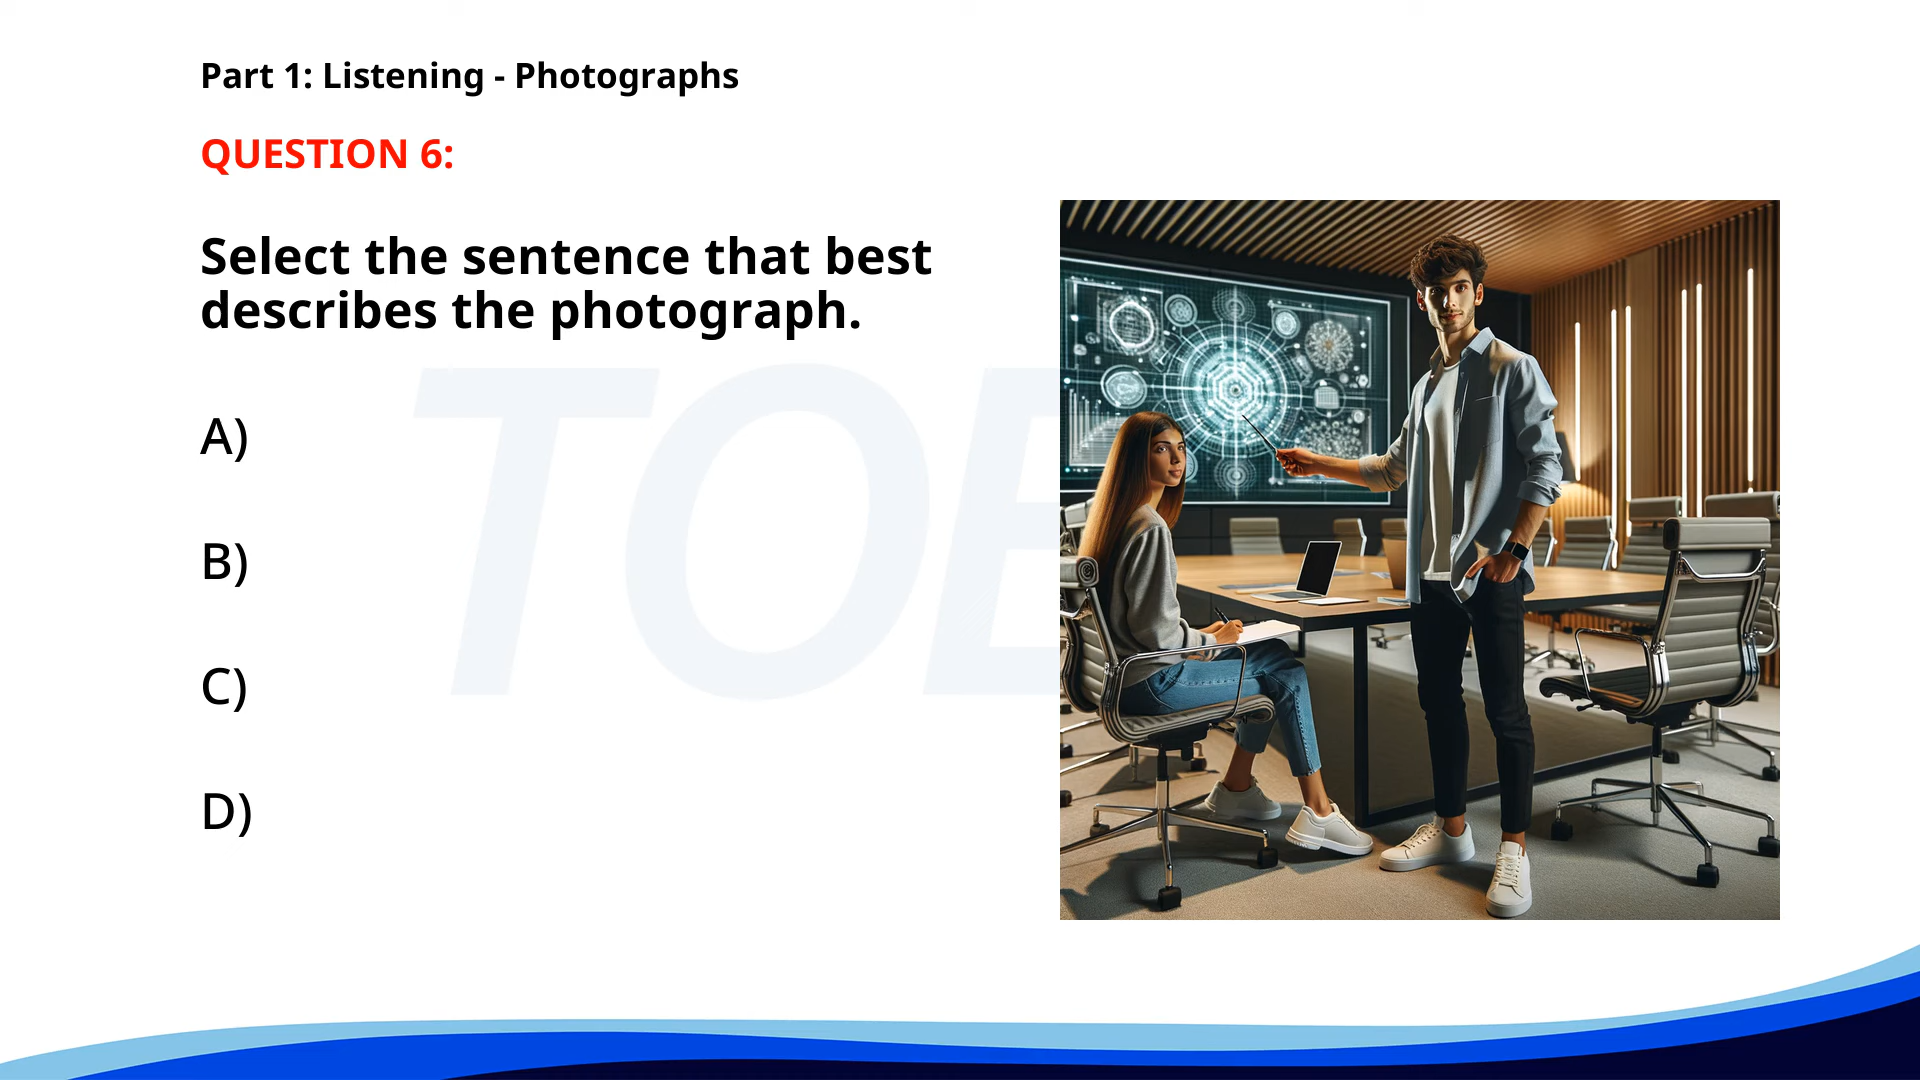 Part 1: Listening - Photographs
QUESTION 6:
Select the sentence that best
describes the photograph.
A)
B)
C)
D)